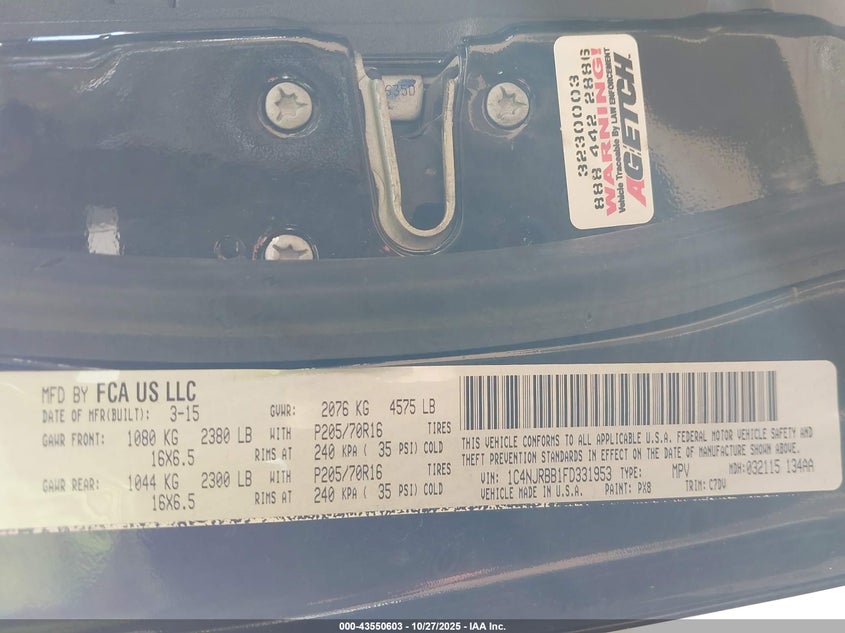 6350
3230003
888 442 2886
WARNING!
Vehicle Traceable By LAW ENFORCEMENT
AGETCH
MFD BY FCA US LLC
DATE OF MFR(BUILT): 3-15 GVWR: 2076 KG 4575 LB
GAWR FRONT: 1080 KG 2380 LB WITH P205/70R16 TIRES
16X6.5 RIMS AT 240 KPA ( 35 PSI) COLD
GAWR REAR: 1044 KG 2300 LB WITH P205/70R16 TIRES
16X6.5 RIMS AT 240 KPA ( 35 PSI) COLD
THIS VEHICLE CONFORMS TO ALL APPLICABLE U.S.A. FEDERAL MOTOR VEHICLE SAFETY AND
THEFT PREVENTION STANDARDS IN EFFECT ON THE DATE OF MANUFACTURE SHOWN ABOVE.
VIN: 1C4NJRBB1FD331953 TYPE: MPV MDH: 032115 134AA
VEHICLE MADE IN U.S.A. PAINT: PX8 TRIM: C7DV
000-43550603 - 10/27/2025 - IAA Inc.